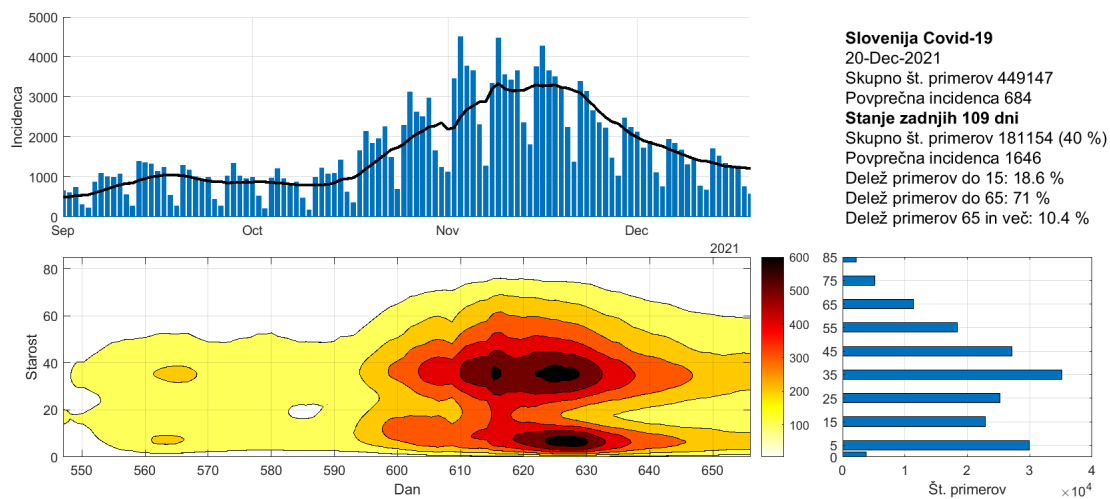 5000
4000
3000
2000
1000
0
Incidenca
Sep
Oct
Nov
Dec
2021
Slovenija Covid-19
20-Dec-2021
Skupno št. primerov 449147
Povprečna incidenca 684
Stanje zadnjih 109 dni
Skupno št. primerov 181154 (40 %)
Povprečna incidenca 1646
Delež primerov do 15: 18.6 %
Delež primerov do 65: 71 %
Delež primerov 65 in več: 10.4 %
80
60
40
20
0
Starost
550
560
570
580
590
600
610
620
630
640
650
Dan
600
500
400
300
200
100
85
75
65
55
45
35
25
15
5
0
0
1
2
3
4
Št. primerov
×10⁴